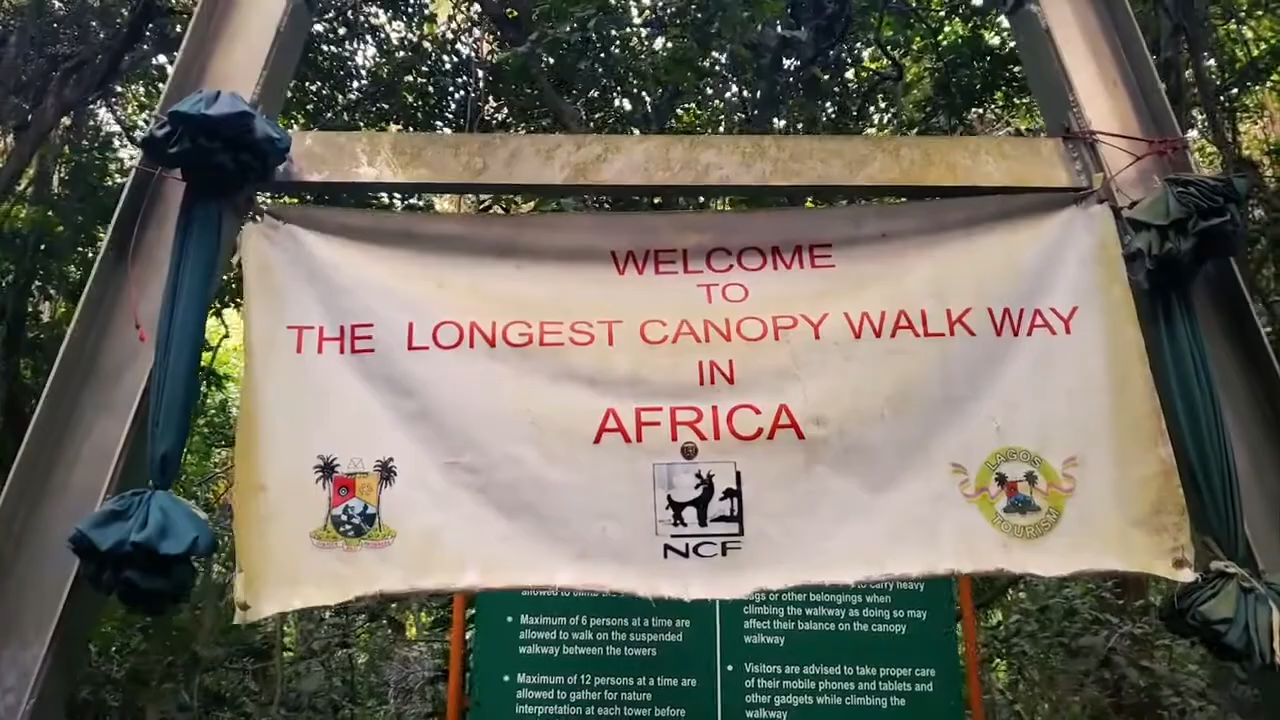 WELCOME
TO
THE LONGEST CANOPY WALK WAY
IN
AFRICA
NCF
LAGOS
TOURISM
allowed to climb the
Maximum of 6 persons at a time are
allowed to walk on the suspended
walkway between the towers
Maximum of 12 persons at a time are
allowed to gather for nature
interpretation at each tower before
to carry heavy
bags or other belongings when
climbing the walkway as doing so may
affect their balance on the canopy
walkway
Visitors are advised to take proper care
of their mobile phones and tablets and
other gadgets while climbing the
walkway